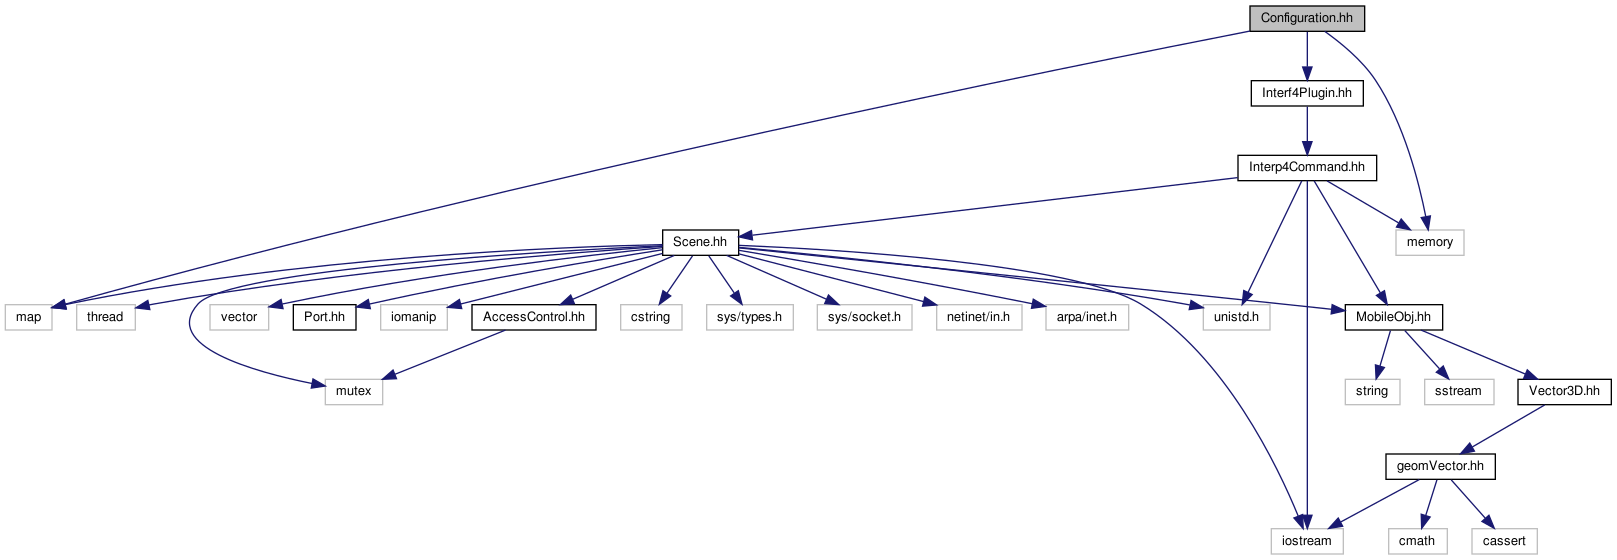 Configuration.hh
Interf4Plugin.hh
Interp4Command.hh
Scene.hh
memory
map
thread
vector
Port.hh
iomanip
AccessControl.hh
cstring
sys/types.h
sys/socket.h
netinet/in.h
arpa/inet.h
unistd.h
MobileObj.hh
mutex
string
sstream
Vector3D.hh
geomVector.hh
iostream
cmath
cassert